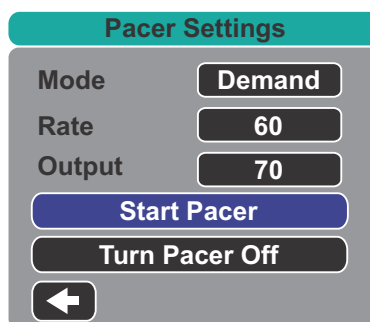 Pacer Settings
Mode Demand
Rate 60
Output 70
Start Pacer
Turn Pacer Off